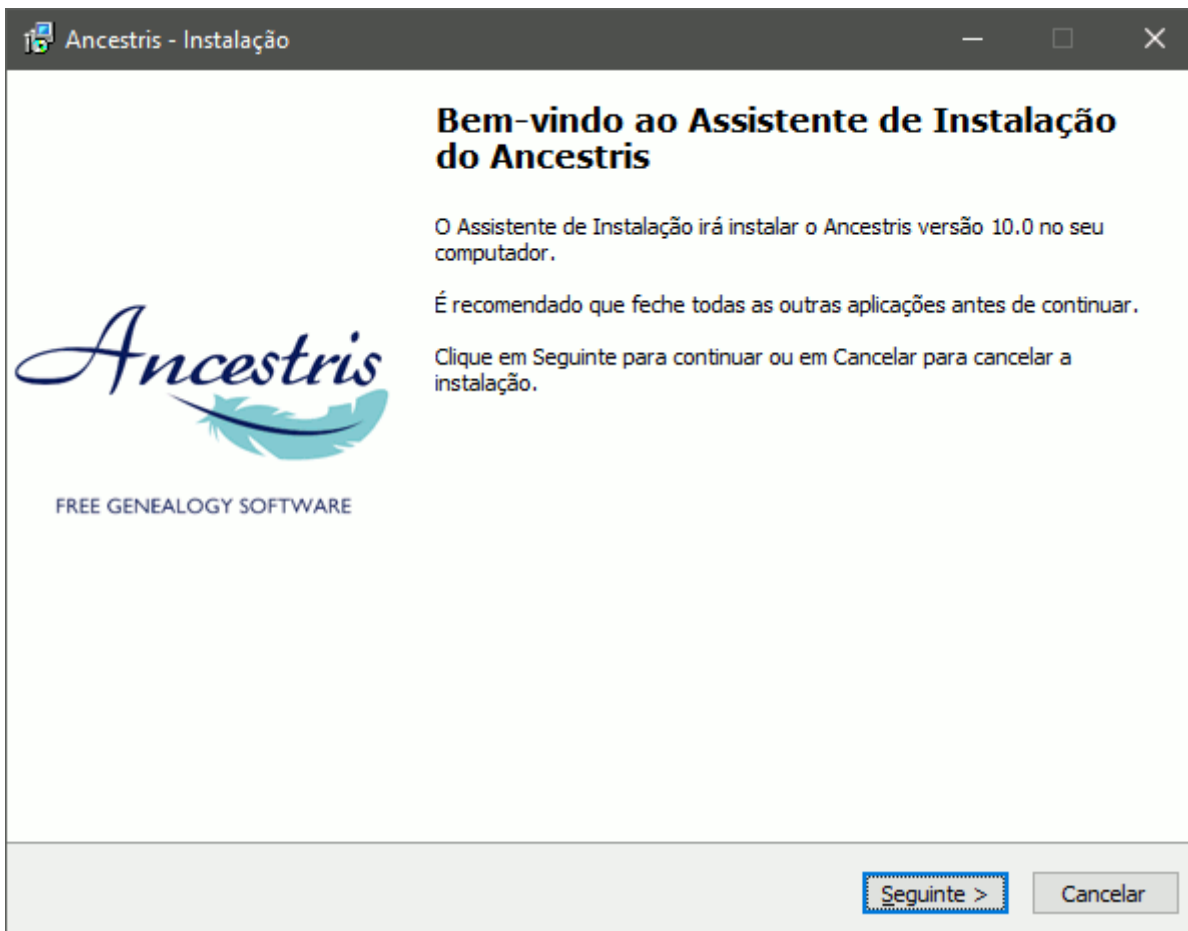 Ancestris - Instalação
Bem-vindo ao Assistente de Instalação
do Ancestris
O Assistente de Instalação irá instalar o Ancestris versão 10.0 no seu
computador.
É recomendado que feche todas as outras aplicações antes de continuar.
Clique em Seguinte para continuar ou em Cancelar para cancelar a
instalação.
Ancestris
FREE GENEALOGY SOFTWARE
Seguinte >
Cancelar